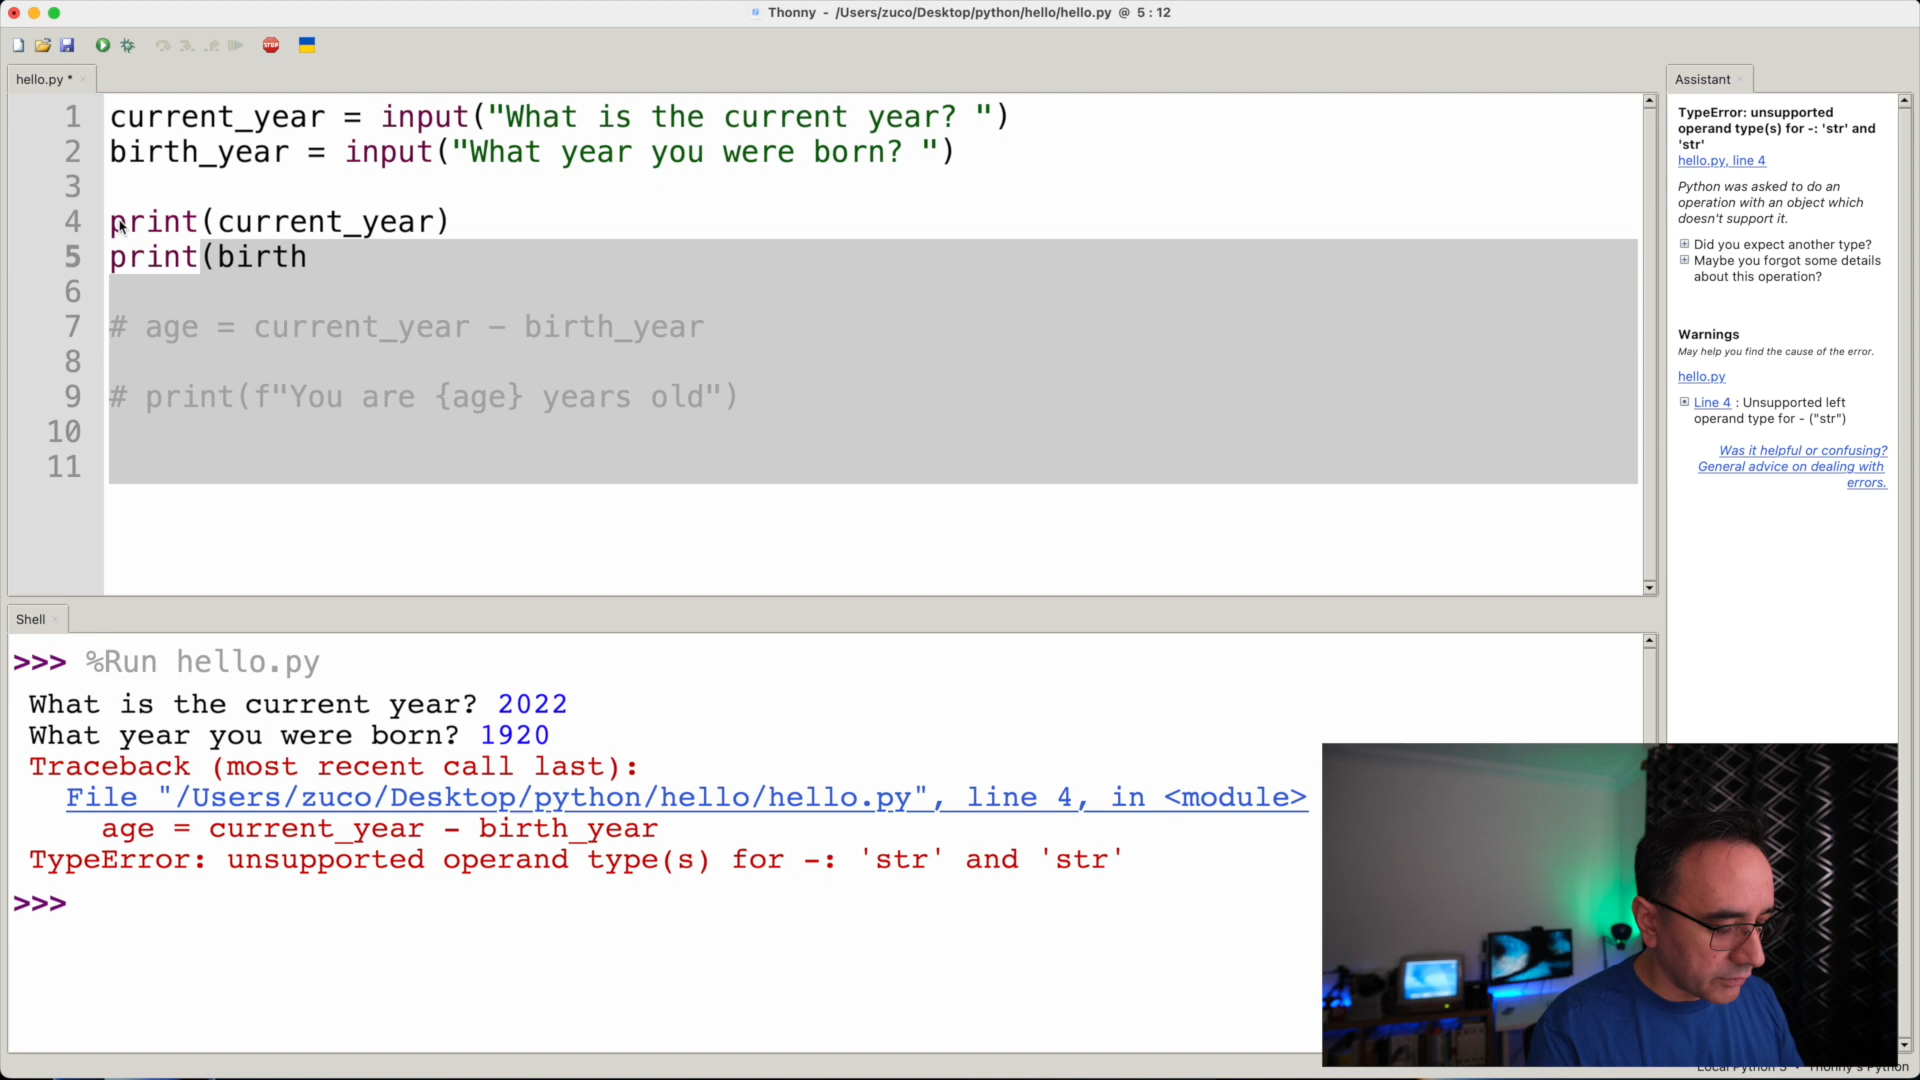 Thonny - /Users/zuco/Desktop/python/hello/hello.py @ 5 : 12
STOP
hello.py *
1 current_year = input("What is the current year? ")
2 birth_year = input("What year you were born? ")
3
4 print(current_year)
5 print(birth
6
7 # age = current_year - birth_year
8
9 # print(f"You are {age} years old")
10
11
Shell
>>> %Run hello.py
What is the current year? 2022
What year you were born? 1920
Traceback (most recent call last):
File "/Users/zuco/Desktop/python/hello/hello.py", line 4, in <module>
age = current_year - birth_year
TypeError: unsupported operand type(s) for -: 'str' and 'str'
>>>
Assistant
TypeError: unsupported
operand type(s) for -: 'str' and
'str'
hello.py, line 4
Python was asked to do an
operation with an object which
doesn't support it.
Did you expect another type?
Maybe you forgot some details
about this operation?
Warnings
May help you find the cause of the error.
hello.py
Line 4 : Unsupported left
operand type for - ("str")
Was it helpful or confusing?
General advice on dealing with
errors.
Local Python 3 • Thonny's Python